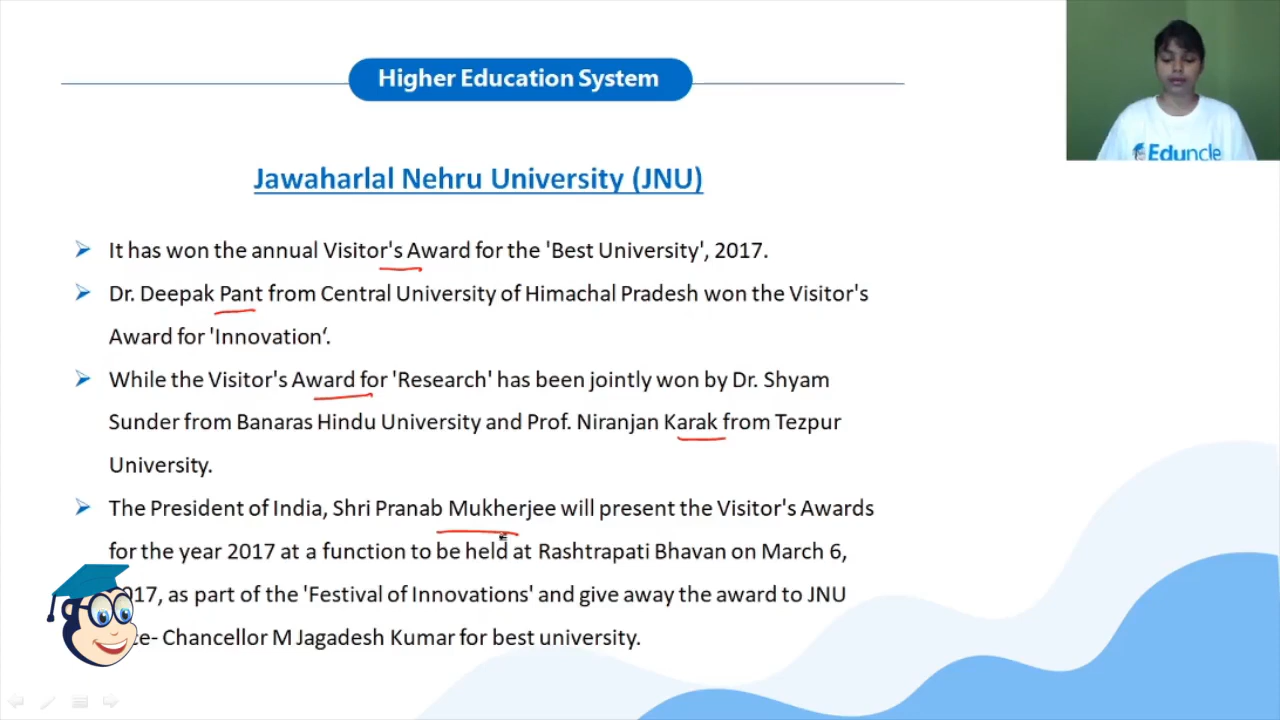 Higher Education System
Eduncle
Jawaharlal Nehru University (JNU)
It has won the annual Visitor's Award for the 'Best University', 2017.
Dr. Deepak Pant from Central University of Himachal Pradesh won the Visitor's
Award for 'Innovation‘.
While the Visitor's Award for 'Research' has been jointly won by Dr. Shyam
Sunder from Banaras Hindu University and Prof. Niranjan Karak from Tezpur
University.
The President of India, Shri Pranab Mukherjee will present the Visitor's Awards
for the year 2017 at a function to be held at Rashtrapati Bhavan on March 6,
017, as part of the 'Festival of Innovations' and give away the award to JNU
ce- Chancellor M Jagadesh Kumar for best university.